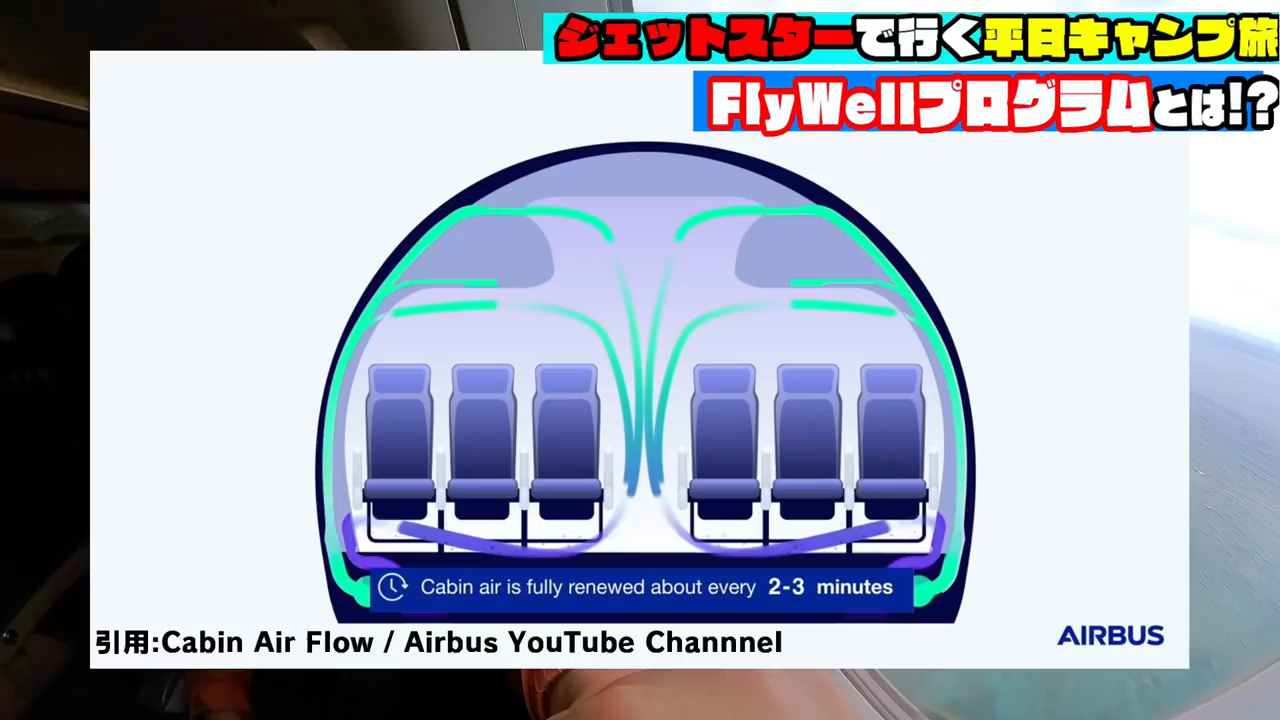 ジェットスターで行く平日キャンプ旅
FlyWellプログラムとは!?
Cabin air is fully renewed about every 2-3 minutes
引用:Cabin Air Flow / Airbus YouTube Channnel
AIRBUS